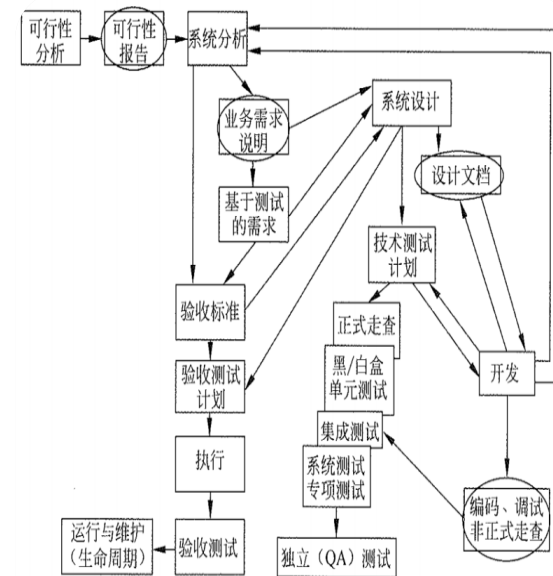 可行性
分析
可行性
报告
系统分析
业务需求
说明
系统设计
设计文档
基于测试
的需求
技术测试
计划
验收标准
正式走查
黑/白盒
单元测试
开发
验收测试
计划
集成测试
执行
系统测试
专项测试
编码、调试
非正式走查
运行与维护
(生命周期)
验收测试
独立(QA)测试